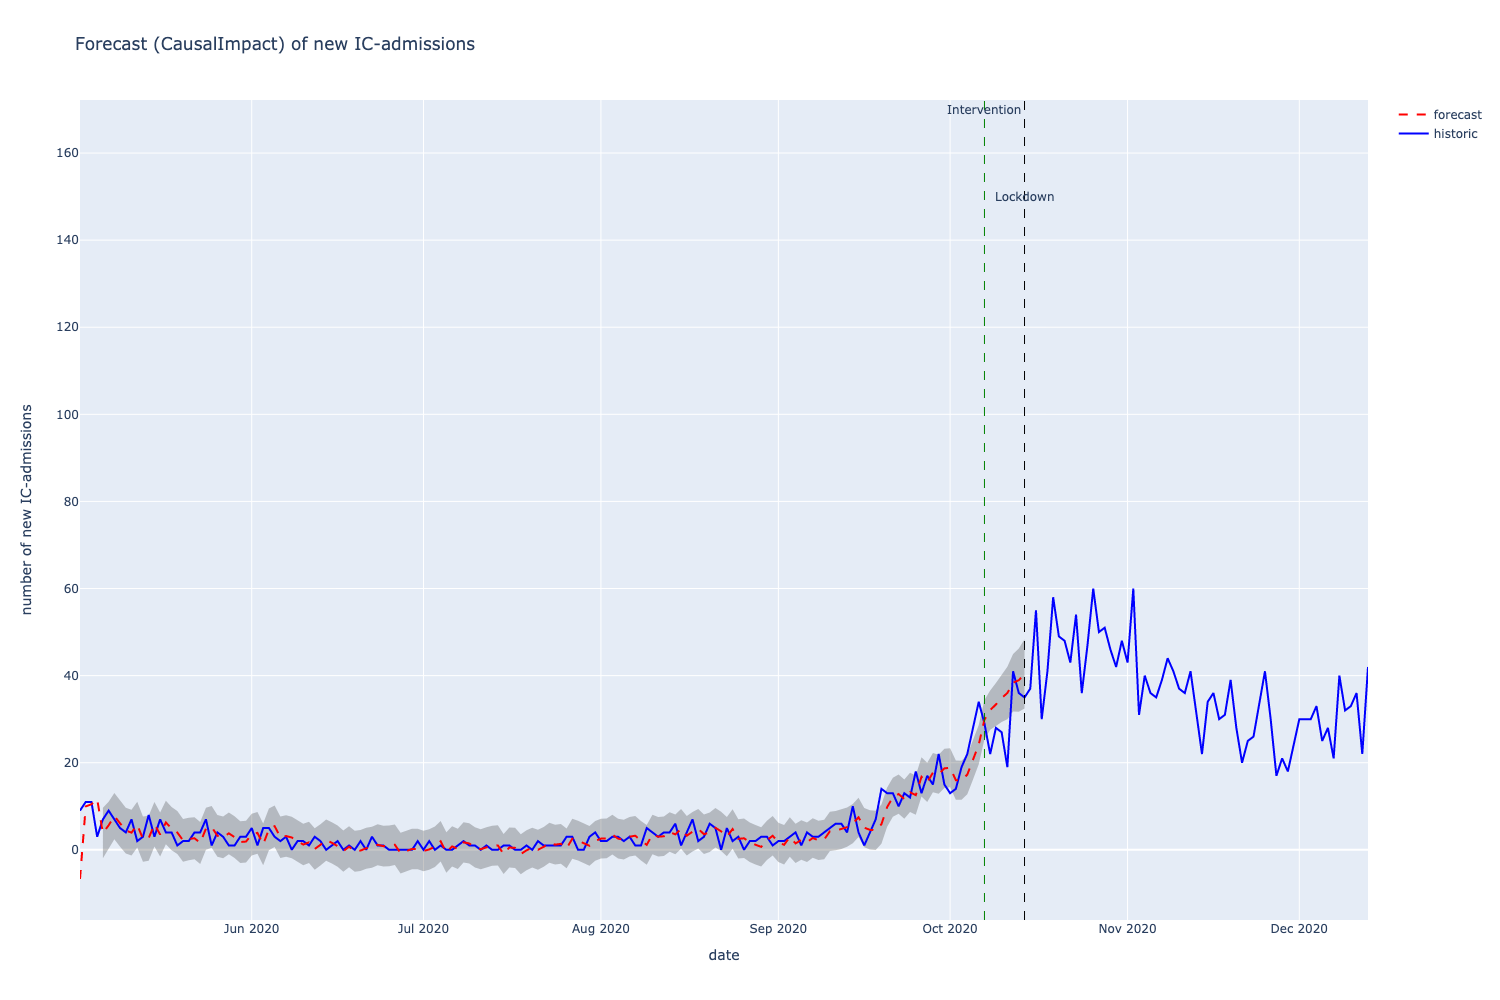 Forecast (CausalImpact) of new IC-admissions
Intervention
Lockdown
forecast
historic
160
140
120
100
80
60
40
20
0
number of new IC-admissions
Jun 2020
Jul 2020
Aug 2020
Sep 2020
Oct 2020
Nov 2020
Dec 2020
date